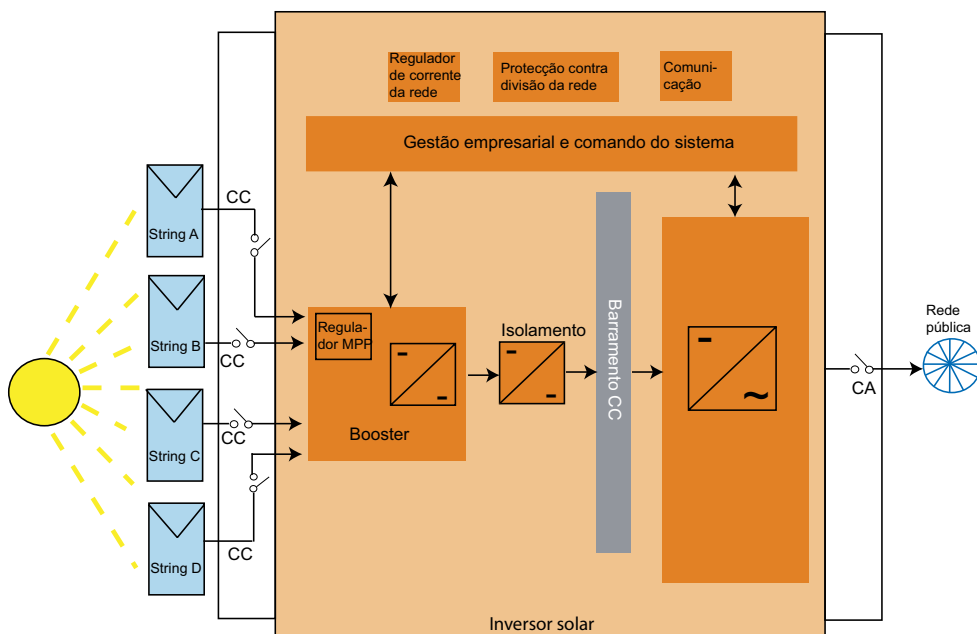 Regulador
de corrente
da rede
Protecção contra
divisão da rede
Comuni-
cação
Gestão empresarial e comando do sistema
CC
String A
String B
CC
Regula-
dor MPP
Isolamento
Barramento CC
Rede
pública
CA
Booster
CC
String C
CC
String D
Inversor solar